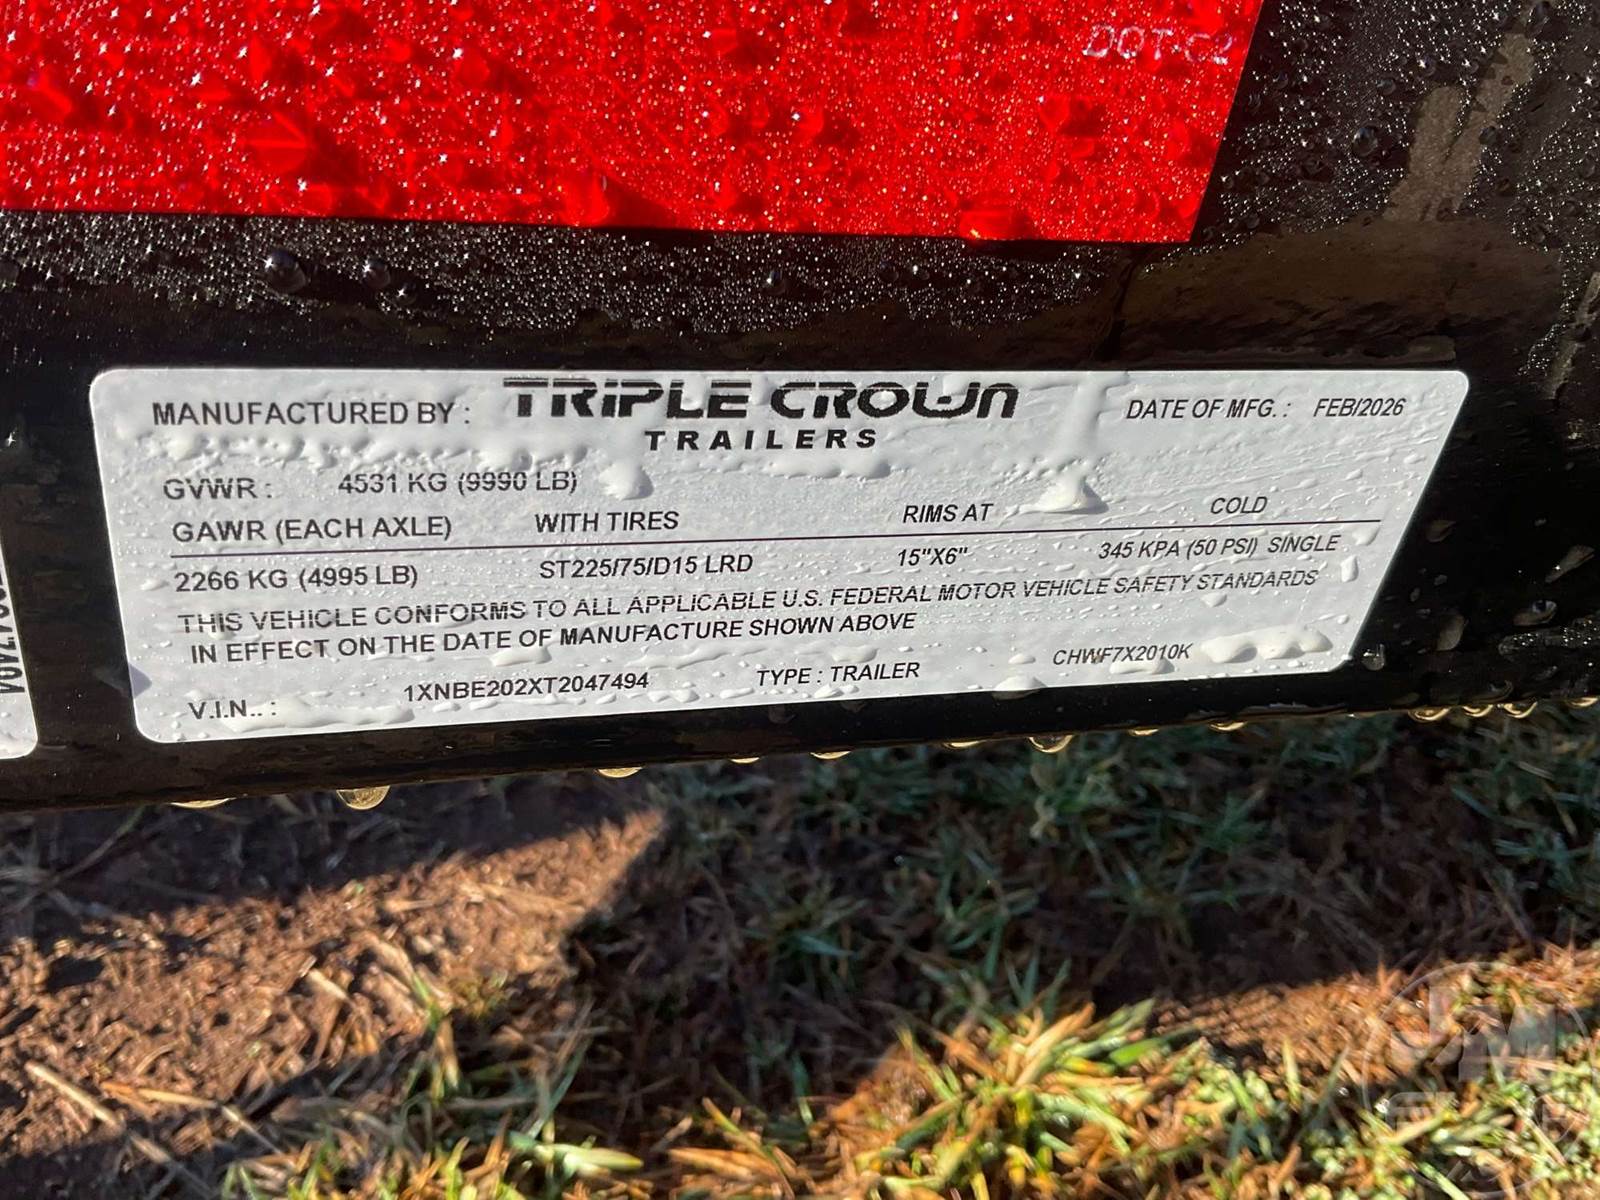 DOT-C2
MANUFACTURED BY : TRIPLE CROWN TRAILERS DATE OF MFG. : FEB/2026
GVWR : 4531 KG (9990 LB)
GAWR (EACH AXLE) WITH TIRES RIMS AT COLD
2266 KG (4995 LB) ST225/75/D15 LRD 15"X6" 345 KPA (50 PSI) SINGLE
THIS VEHICLE CONFORMS TO ALL APPLICABLE U.S. FEDERAL MOTOR VEHICLE SAFETY STANDARDS
IN EFFECT ON THE DATE OF MANUFACTURE SHOWN ABOVE
V.I.N.. : 1XNBE202XT2047494 TYPE : TRAILER CHWF7X2010K